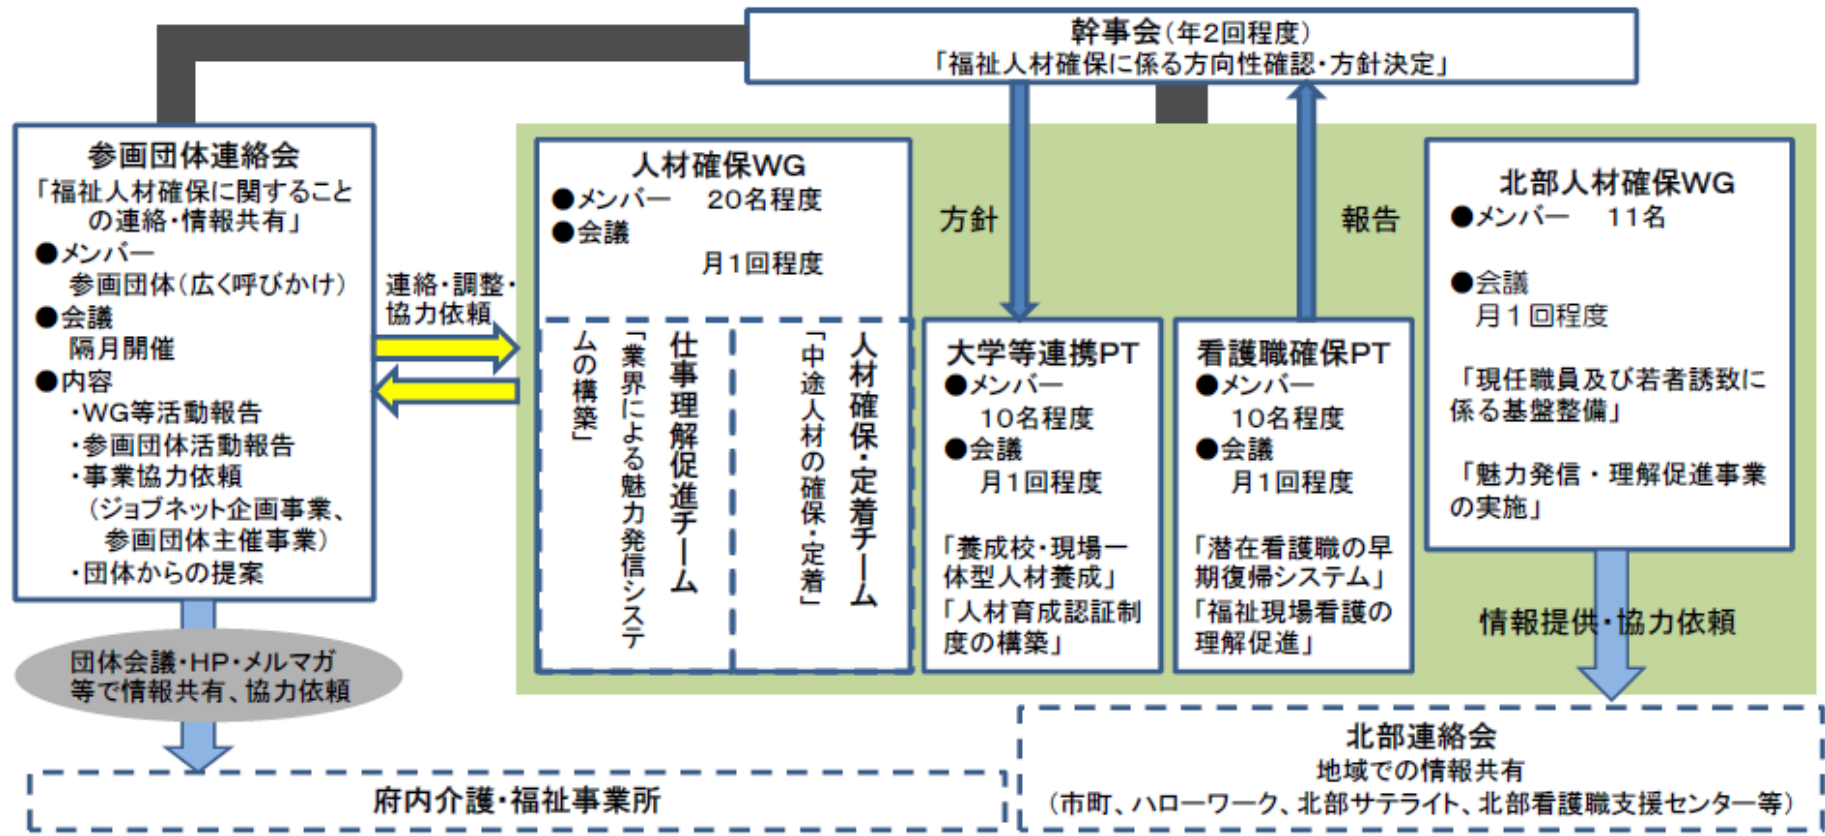 幹事会(年2回程度)
「福祉人材確保に係る方向性確認・方針決定」
参画団体連絡会
「福祉人材確保に関すること
の連絡・情報共有」
●メンバー
参画団体(広く呼びかけ)
●会議
隔月開催
●内容
・WG等活動報告
・参画団体活動報告
・事業協力依頼
(ジョブネット企画事業、
参画団体主催事業)
・団体からの提案
連絡・調整・
協力依頼
人材確保WG
●メンバー 20名程度
●会議
月1回程度
人材確保・定着チーム
「中途人材の確保・定着」
仕事理解促進チーム
「業界による魅力発信システ
ムの構築」
方針
報告
大学等連携PT
●メンバー
10名程度
●会議
月1回程度
「養成校・現場一
体型人材養成」
「人材育成認証制
度の構築」
看護職確保PT
●メンバー
10名程度
●会議
月1回程度
「潜在看護職の早
期復帰システム」
「福祉現場看護の
理解促進」
北部人材確保WG
●メンバー 11名
●会議
月1回程度
「現任職員及び若者誘致に
係る基盤整備」
「魅力発信・理解促進事業
の実施」
情報提供・協力依頼
団体会議・HP・メルマガ
等で情報共有、協力依頼
府内介護・福祉事業所
北部連絡会
地域での情報共有
(市町、ハローワーク、北部サテライト、北部看護職支援センター等)